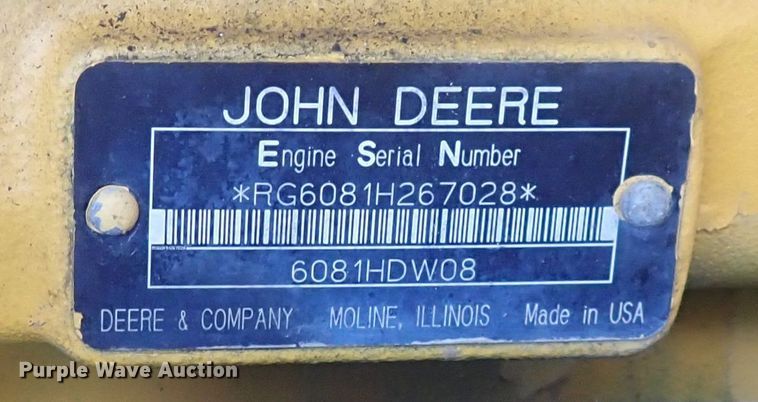 JOHN DEERE
Engine Serial Number
*RG6081H267028*
6081HDW08
DEERE & COMPANY MOLINE, ILLINOIS Made in USA
Purple Wave Auction